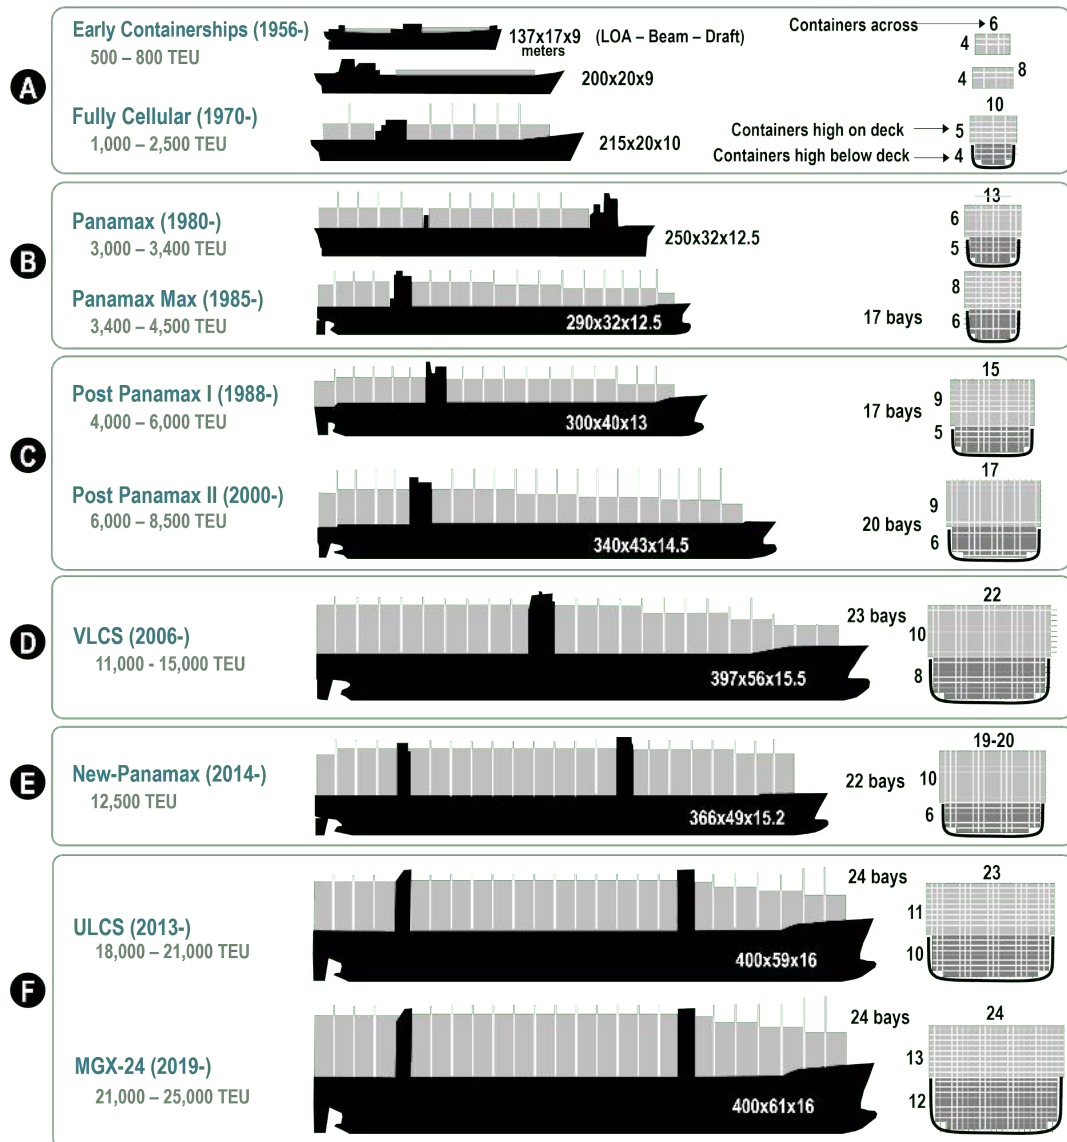 A
Early Containerships (1956-)
500 – 800 TEU
137x17x9
meters
(LOA – Beam – Draft)
Containers across
6
4
200x20x9
4
8
Fully Cellular (1970-)
1,000 – 2,500 TEU
215x20x10
10
Containers high on deck
5
Containers high below deck
4
B
Panamax (1980-)
3,000 – 3,400 TEU
250x32x12.5
13
6
5
Panamax Max (1985-)
3,400 – 4,500 TEU
290x32x12.5
17 bays
8
6
C
Post Panamax I (1988-)
4,000 – 6,000 TEU
300x40x13
17 bays
15
9
5
Post Panamax II (2000-)
6,000 – 8,500 TEU
340x43x14.5
20 bays
17
9
6
D
VLCS (2006-)
11,000 - 15,000 TEU
397x56x15.5
23 bays
22
10
8
E
New-Panamax (2014-)
12,500 TEU
366x49x15.2
22 bays
19-20
10
6
F
ULCS (2013-)
18,000 – 21,000 TEU
400x59x16
24 bays
23
11
10
MGX-24 (2019-)
21,000 – 25,000 TEU
400x61x16
24 bays
24
13
12